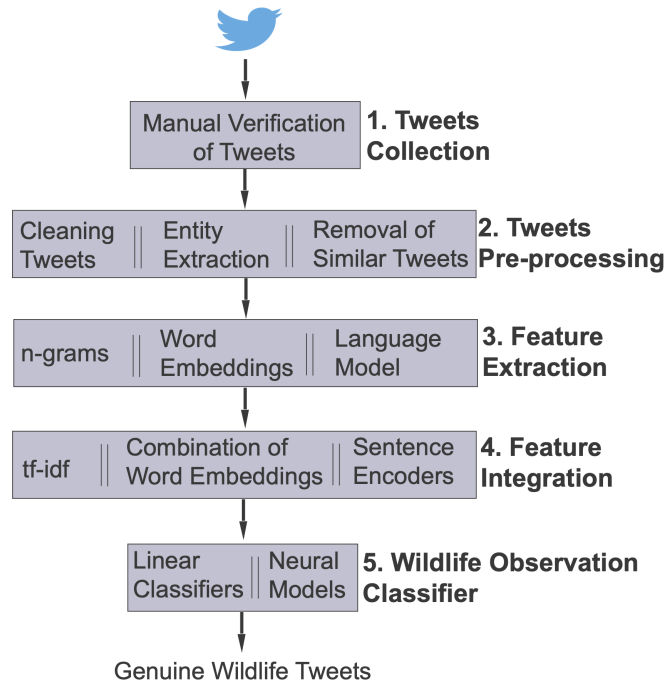 Manual Verification
of Tweets
1. Tweets
Collection
Cleaning
Tweets
Entity
Extraction
Removal of
Similar Tweets
2. Tweets
Pre-processing
n-grams
Word
Embeddings
Language
Model
3. Feature
Extraction
tf-idf
Combination of
Word Embeddings
Sentence
Encoders
4. Feature
Integration
Linear
Classifiers
Neural
Models
5. Wildlife Observation
Classifier
Genuine Wildlife Tweets